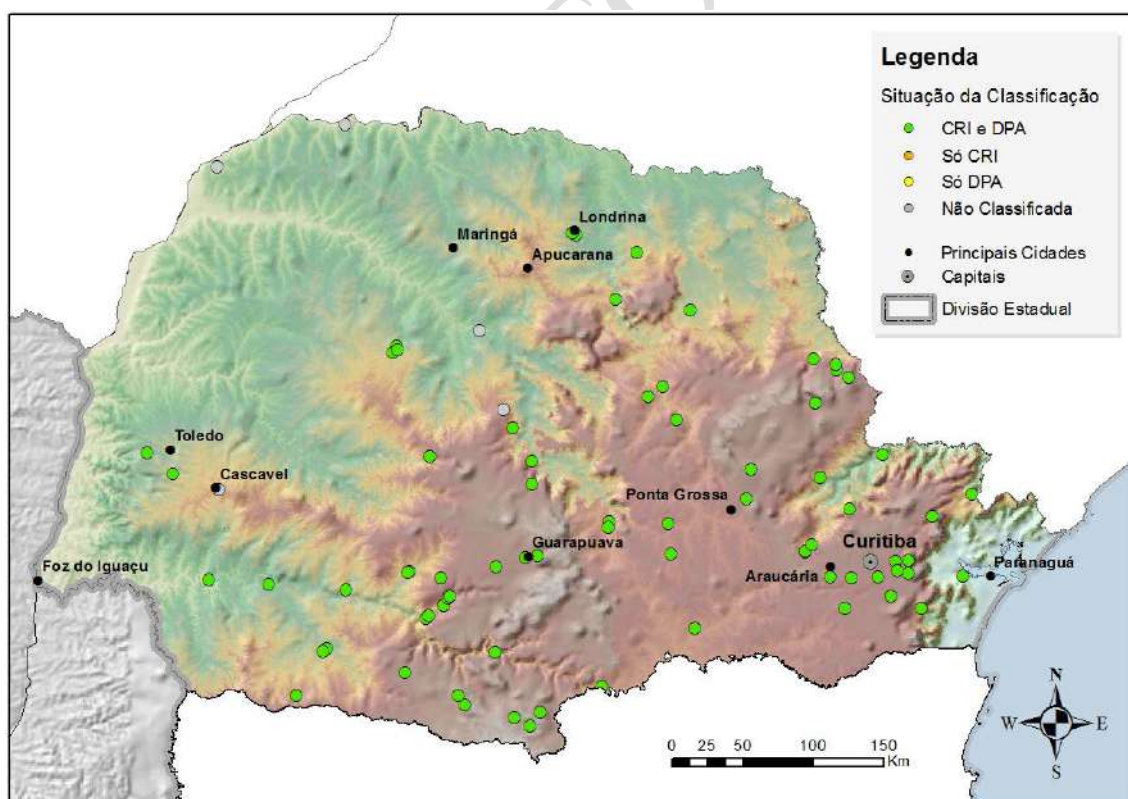 Legenda
Situação da Classificação
CRI e DPA
Só CRI
Só DPA
Não Classificada
Principais Cidades
Capitais
Divisão Estadual
Londrina
Maringá
Apucarana
Toledo
Cascavel
Ponta Grossa
Guarapuava
Curitiba
Foz do Iguaçu
Araucária
Paranaguá
N
W E
S
0 25 50 100 150
Km